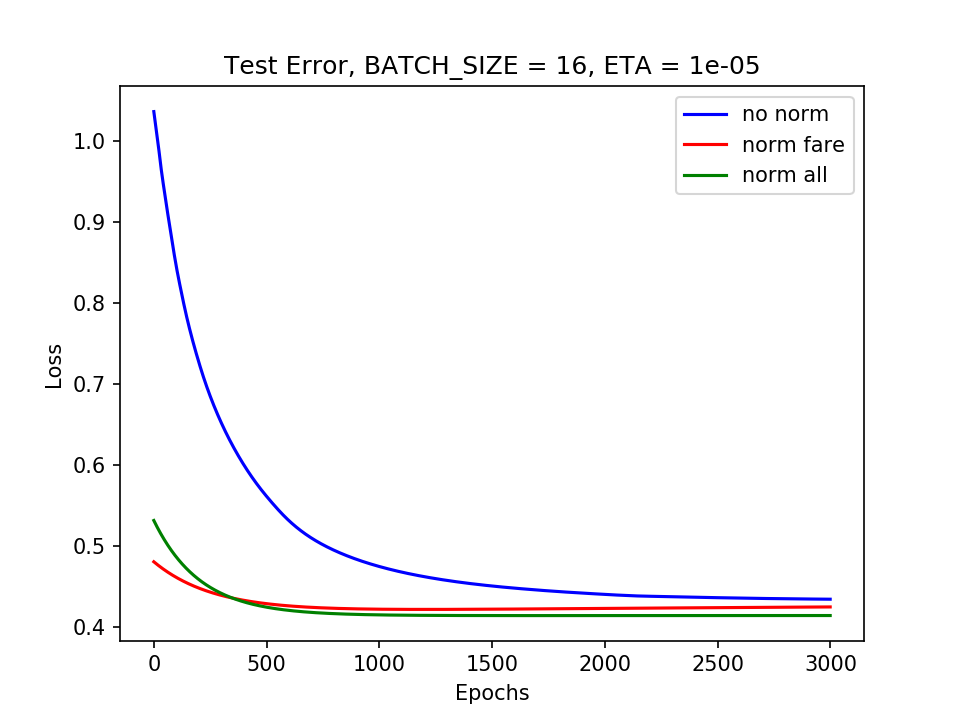 Test Error, BATCH_SIZE = 16, ETA = 1e-05
no norm
norm fare
norm all
Loss
1.0
0.9
0.8
0.7
0.6
0.5
0.4
0 500 1000 1500 2000 2500 3000
Epochs